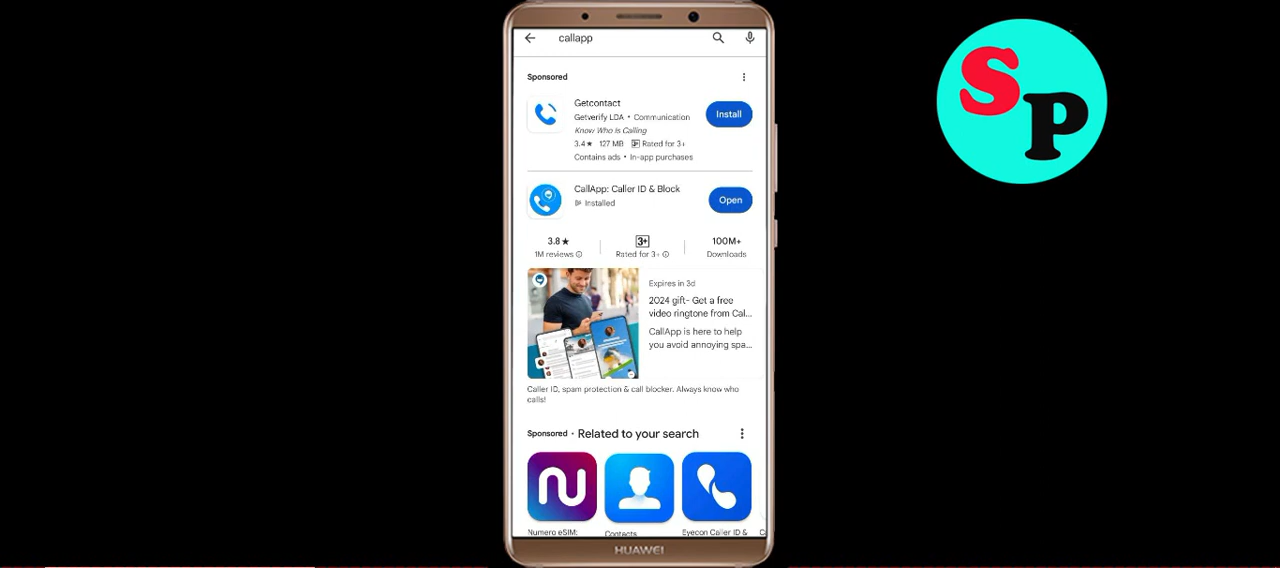 SP
callapp
Sponsored
Getcontact
Getverify LDA • Communication
Know Who Is Calling
3.4★ 127 MB 3+ Rated for 3+
Contains ads • In-app purchases
Install
CallApp: Caller ID & Block
Installed
Open
3.8★
1M reviews
3+
Rated for 3+
100M+
Downloads
Expires in 3d
2024 gift- Get a free
video ringtone from Cal...
CallApp is here to help
you avoid annoying spa...
Caller ID, spam protection & call blocker. Always know who
calls!
Sponsored • Related to your search
Numero eSIM:
Contacts
Eyecon Caller ID &
HUAWEI